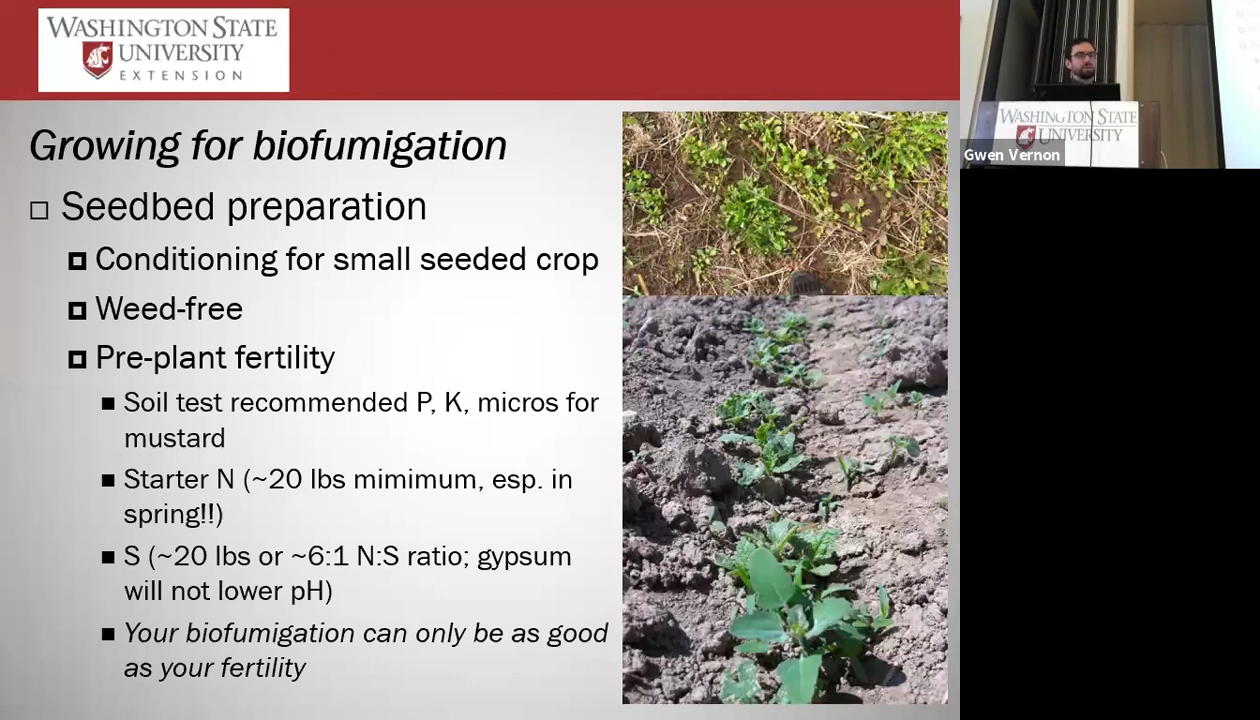 WASHINGTON STATE
UNIVERSITY
EXTENSION
Growing for biofumigation
Seedbed preparation
Conditioning for small seeded crop
Weed-free
Pre-plant fertility
Soil test recommended P, K, micros for
mustard
Starter N (~20 lbs mimimum, esp. in
spring!!)
S (~20 lbs or ~6:1 N:S ratio; gypsum
will not lower pH)
Your biofumigation can only be as good
as your fertility
WASHINGTON STATE
UNIVERSITY
Gwen Vernon